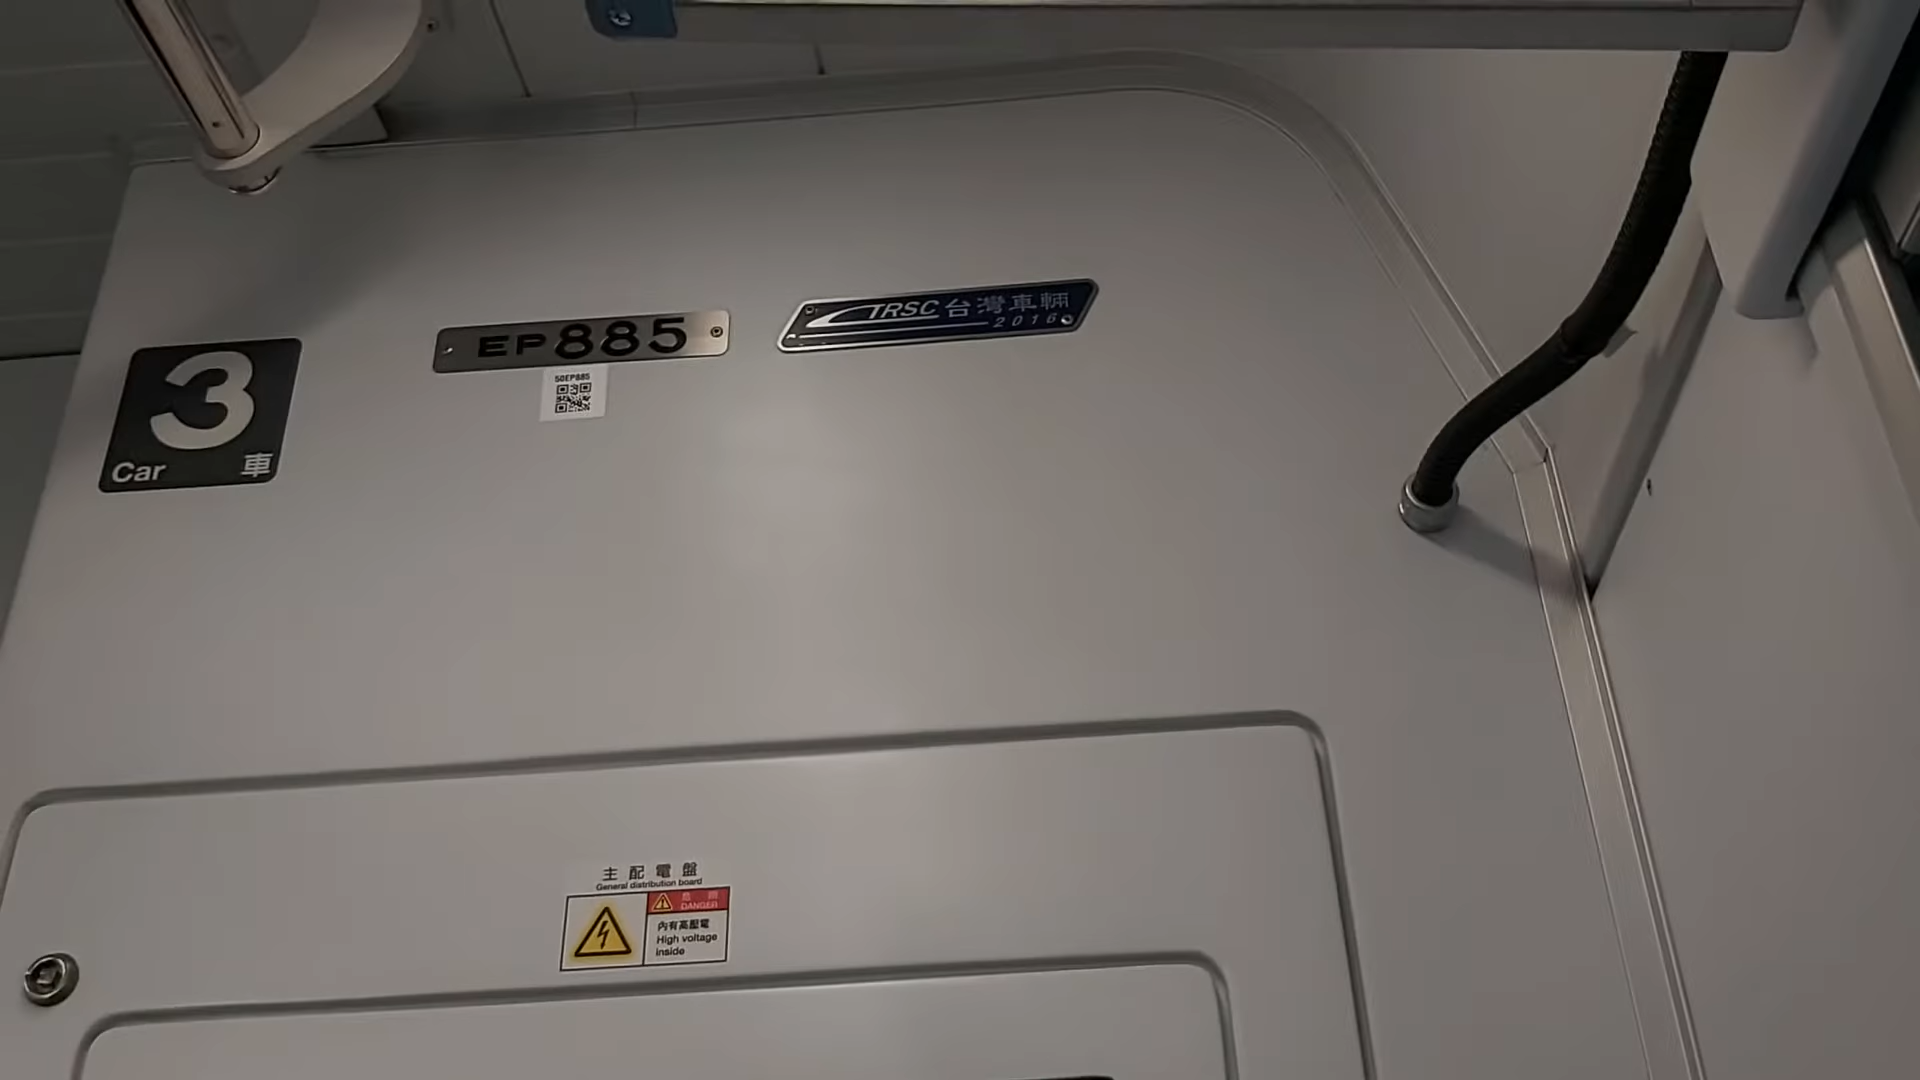 3
Car 車
EP885
50EP885
TRSC 台灣車輛
2016
主配電盤
General distribution board
危險
DANGER
內有高壓電
High voltage
inside